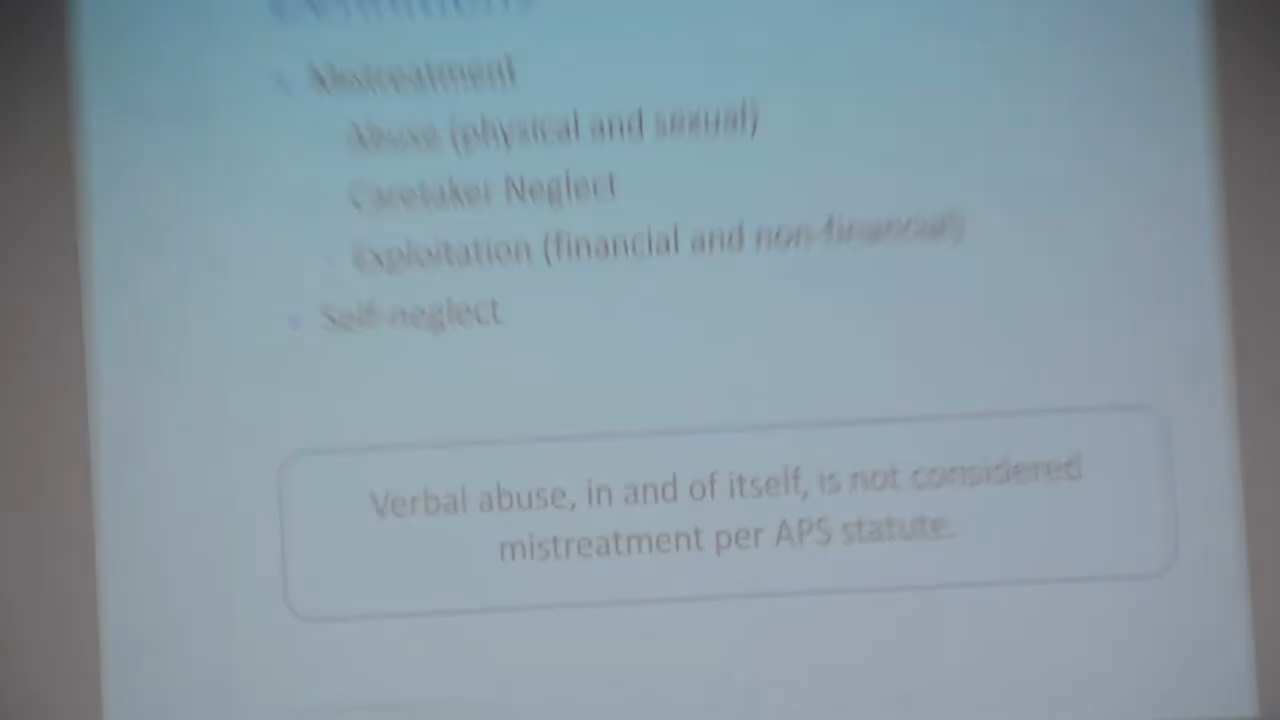 Definitions
Mistreatment
Abuse (physical and sexual)
Caretaker Neglect
Exploitation (financial and non-financial)
Self-neglect
Verbal abuse, in and of itself, is not considered
mistreatment per APS statute.